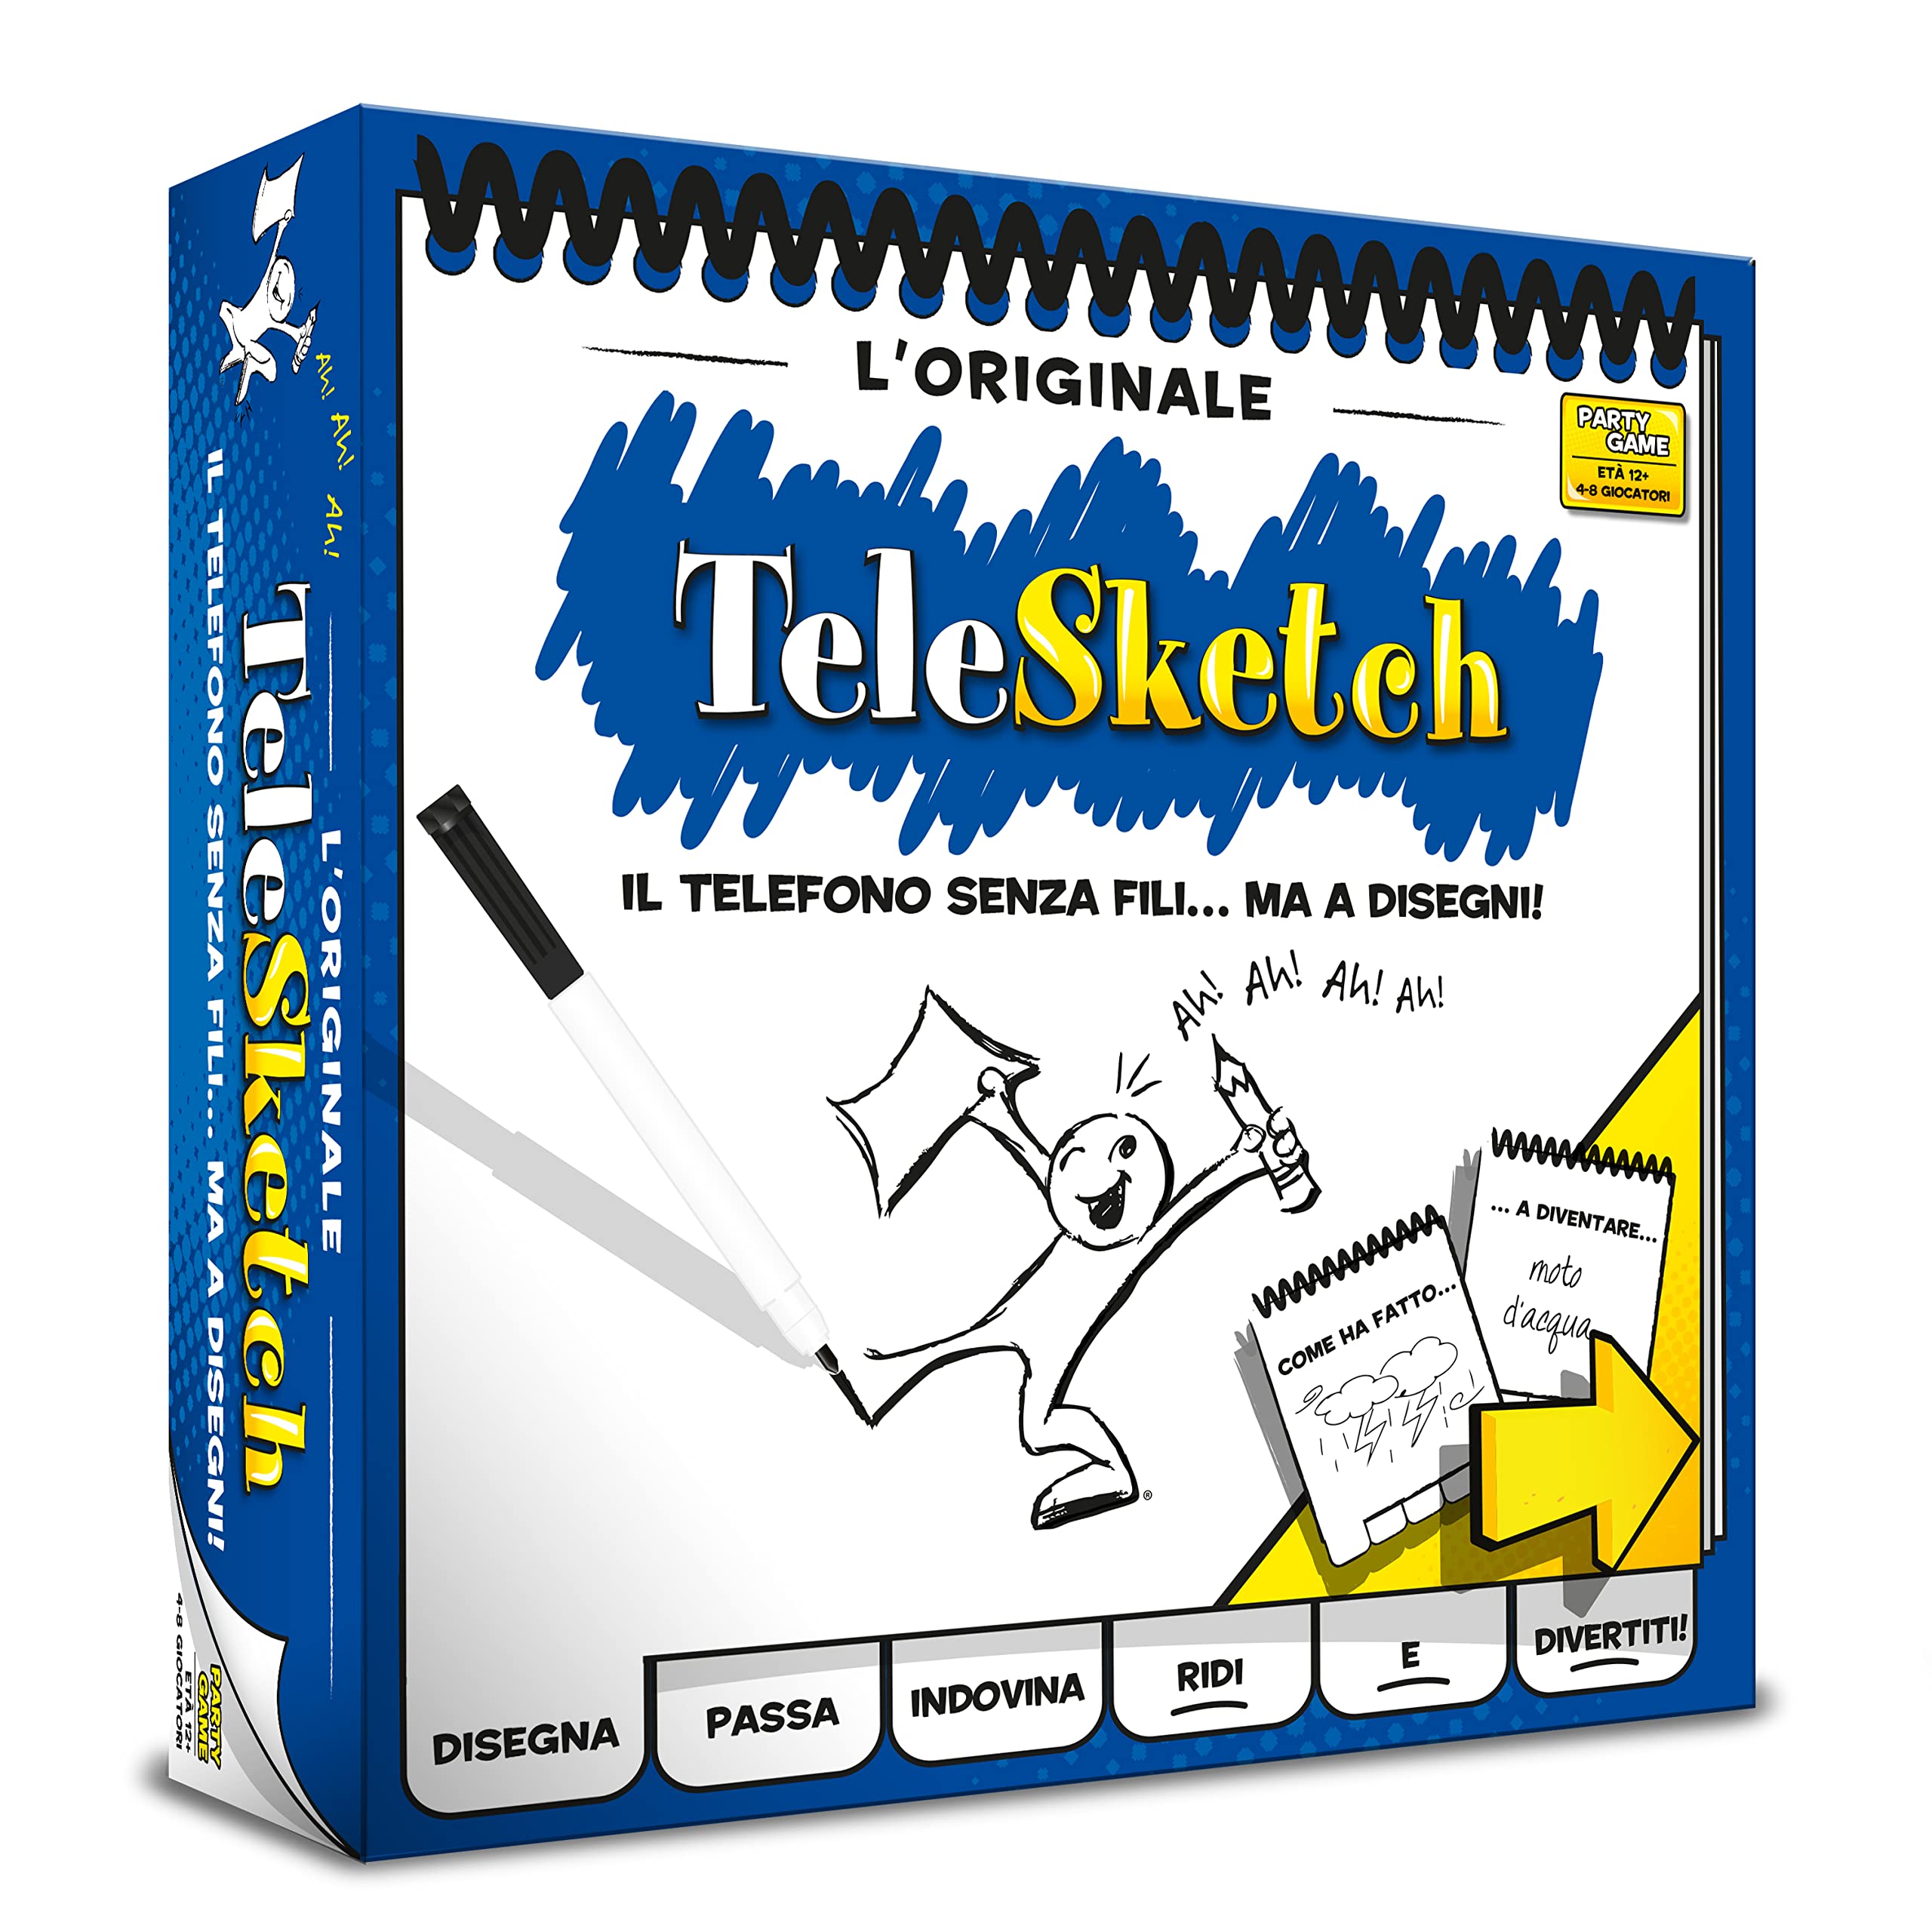 L'ORIGINALE
PARTY
GAME
ETÀ 12+
4-8 GIOCATORI
TeleSketch
IL TELEFONO SENZA FILI... MA A DISEGNI!
Ah! Ah! Ah! Ah!
COME HA FATTO...
... A DIVENTARE...
moto
d'acqua
®
DISEGNA
PASSA
INDOVINA
RIDI
E
DIVERTITI!
Ah! Ah! Ah!
L'ORIGINALE
TeleSketch
IL TELEFONO SENZA FILI... MA A DISEGNI!
PARTY
GAME
ETÀ 12+
4-8 GIOCATORI